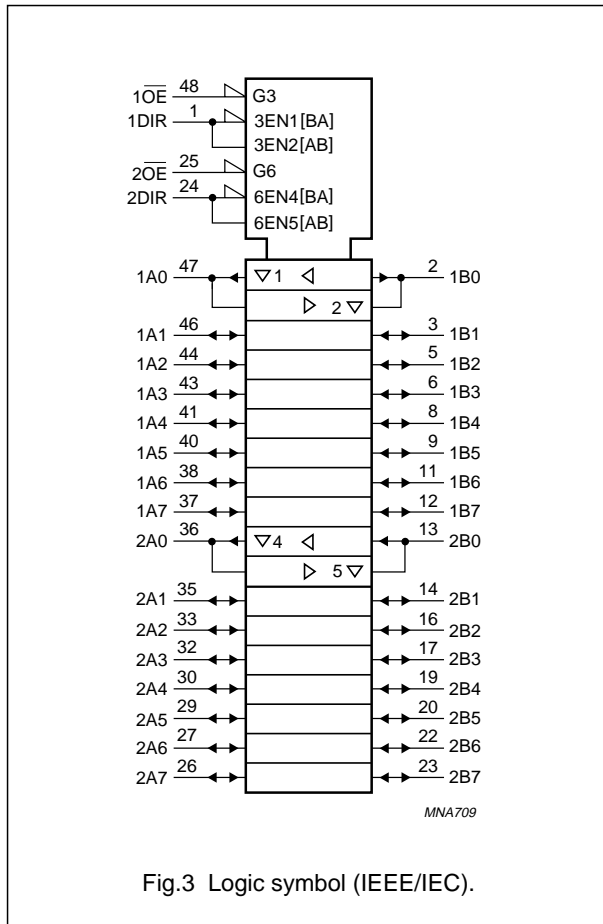 1OE 48 G3
1DIR 1 3EN1[BA]
3EN2[AB]
2OE 25 G6
2DIR 24 6EN4[BA]
6EN5[AB]
1A0 47 1 2 1B0
2
1A1 46 3 1B1
1A2 44 5 1B2
1A3 43 6 1B3
1A4 41 8 1B4
1A5 40 9 1B5
1A6 38 11 1B6
1A7 37 12 1B7
2A0 36 4 13 2B0
5
2A1 35 14 2B1
2A2 33 16 2B2
2A3 32 17 2B3
2A4 30 19 2B4
2A5 29 20 2B5
2A6 27 22 2B6
2A7 26 23 2B7
MNA709
Fig.3 Logic symbol (IEEE/IEC).